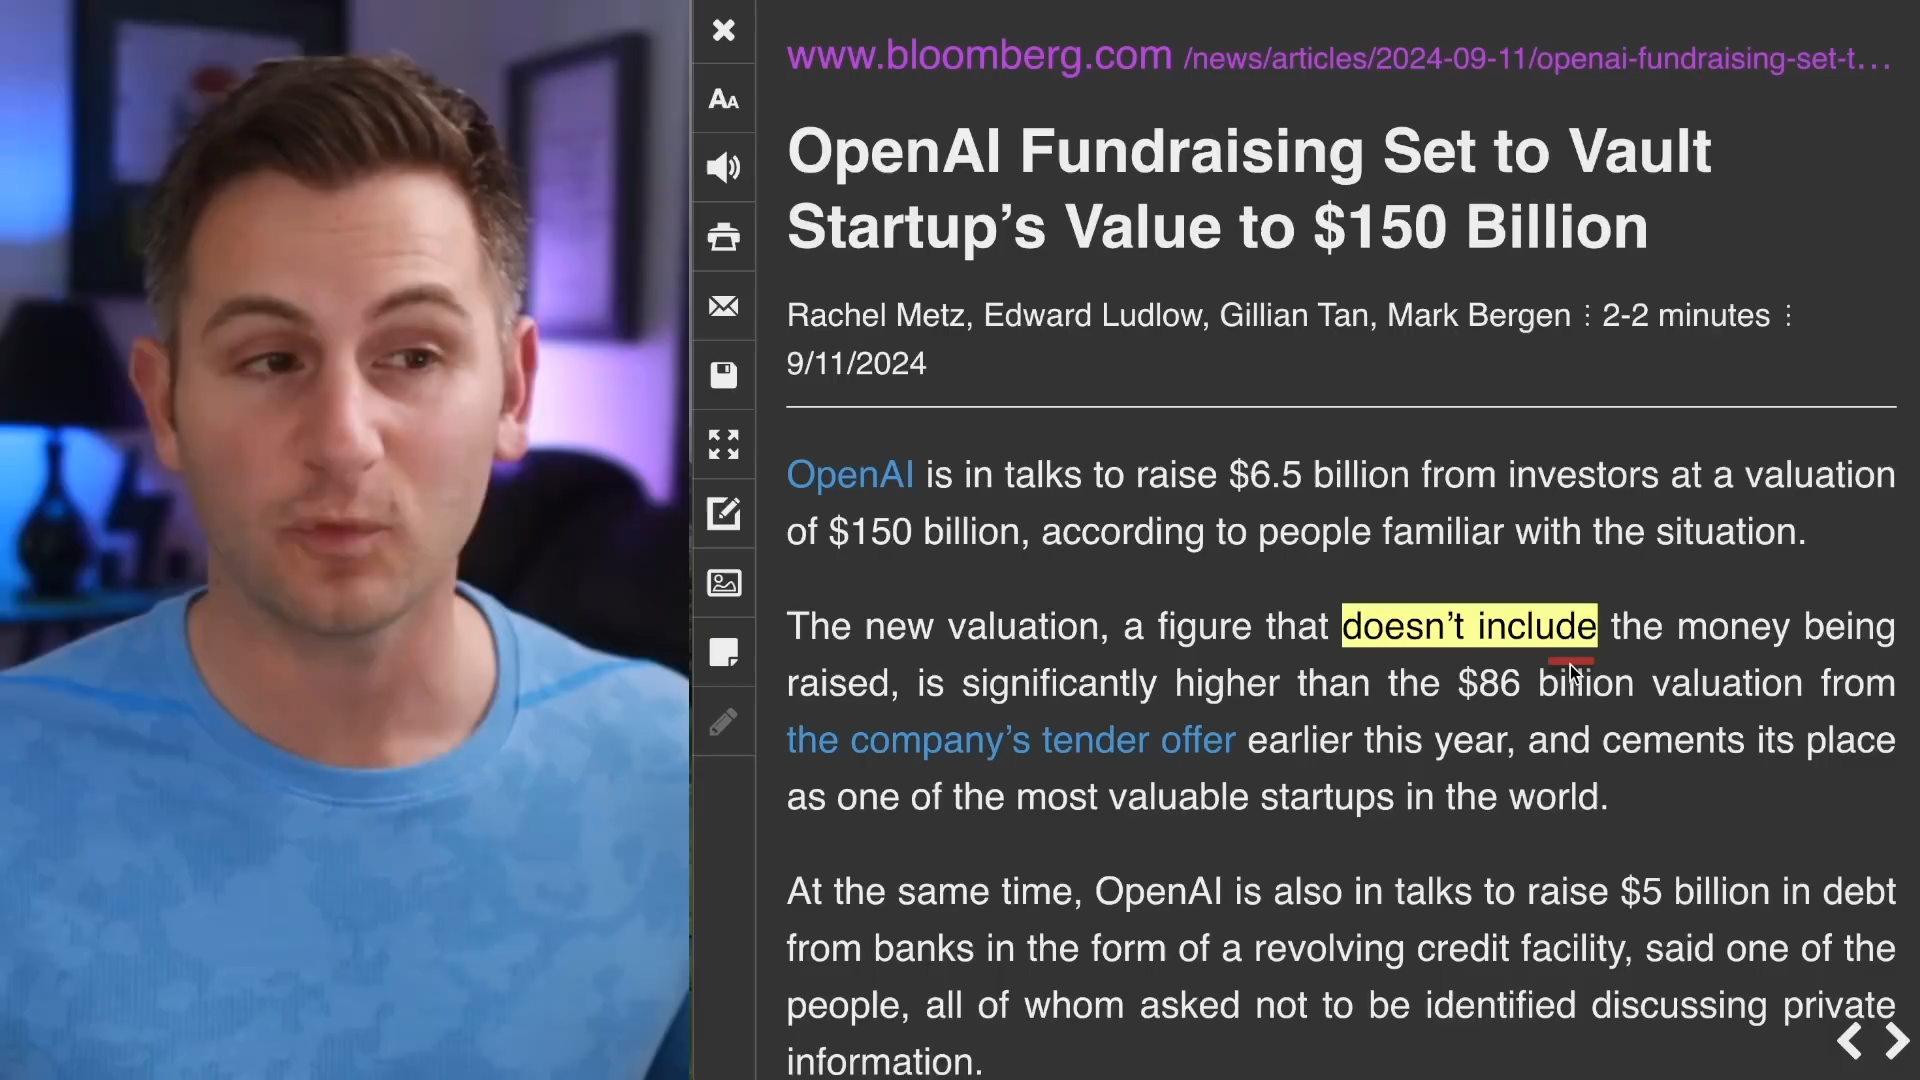 www.bloomberg.com /news/articles/2024-09-11/openai-fundraising-set-t...
OpenAI Fundraising Set to Vault
Startup’s Value to $150 Billion
Rachel Metz, Edward Ludlow, Gillian Tan, Mark Bergen ⋮ 2-2 minutes ⋮
9/11/2024
OpenAI is in talks to raise $6.5 billion from investors at a valuation
of $150 billion, according to people familiar with the situation.
The new valuation, a figure that doesn’t include the money being
raised, is significantly higher than the $86 billion valuation from
the company’s tender offer earlier this year, and cements its place
as one of the most valuable startups in the world.
At the same time, OpenAI is also in talks to raise $5 billion in debt
from banks in the form of a revolving credit facility, said one of the
people, all of whom asked not to be identified discussing private
information.